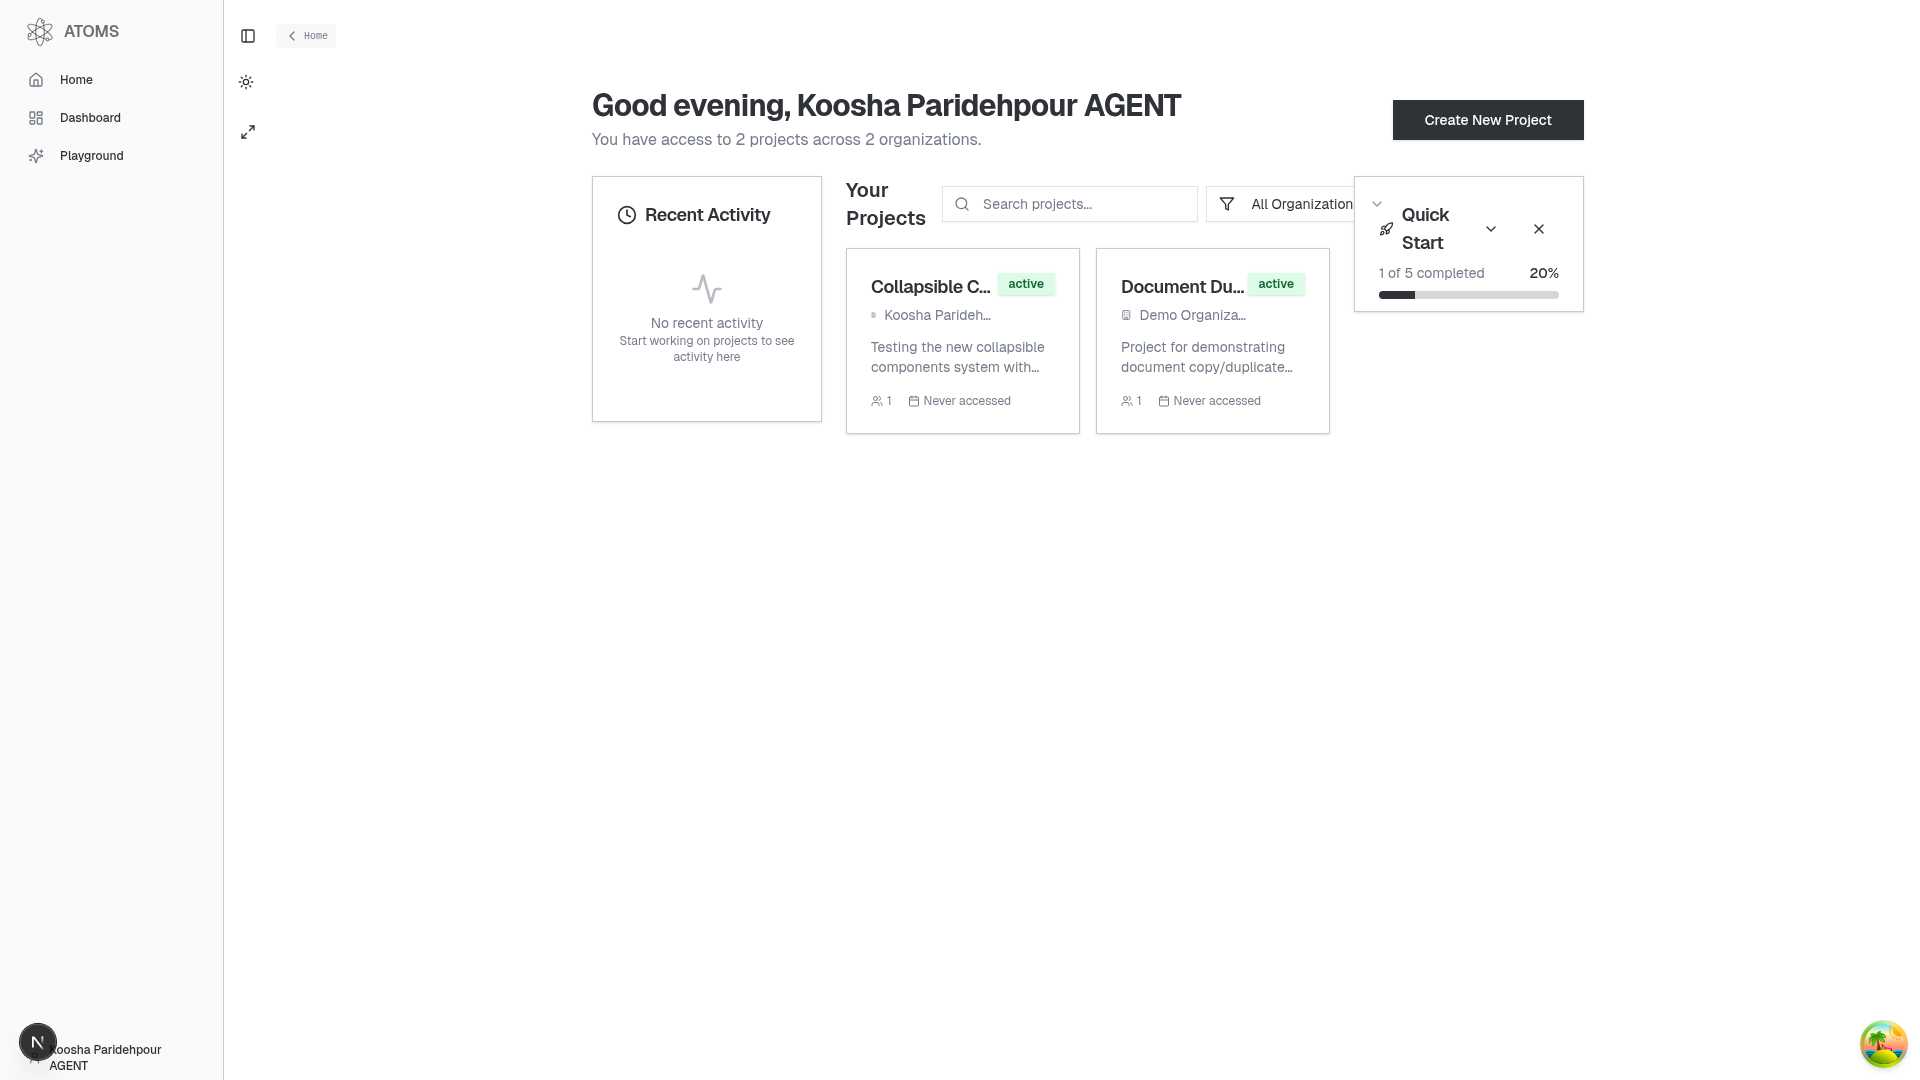 ATOMS
Home
Dashboard
Playground
Home
Good evening, Koosha Paridehpour AGENT
You have access to 2 projects across 2 organizations.
Create New Project
Recent Activity
No recent activity
Start working on projects to see
activity here
Your
Projects
Search projects...
All Organization
Collapsible C...
active
Koosha Parideh...
Testing the new collapsible
components system with...
1
Never accessed
Document Du...
active
Demo Organiza...
Project for demonstrating
document copy/duplicate...
1
Never accessed
Quick
Start
1 of 5 completed
20%
N
Koosha Paridehpour
AGENT